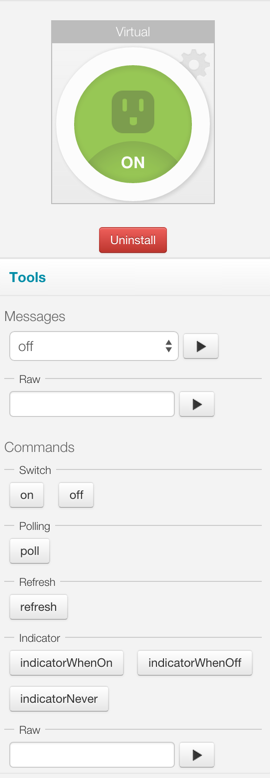 Virtual
ON
Uninstall
Tools
Messages
off
Raw
Commands
Switch
on off
Polling
poll
Refresh
refresh
Indicator
indicatorWhenOn indicatorWhenOff
indicatorNever
Raw